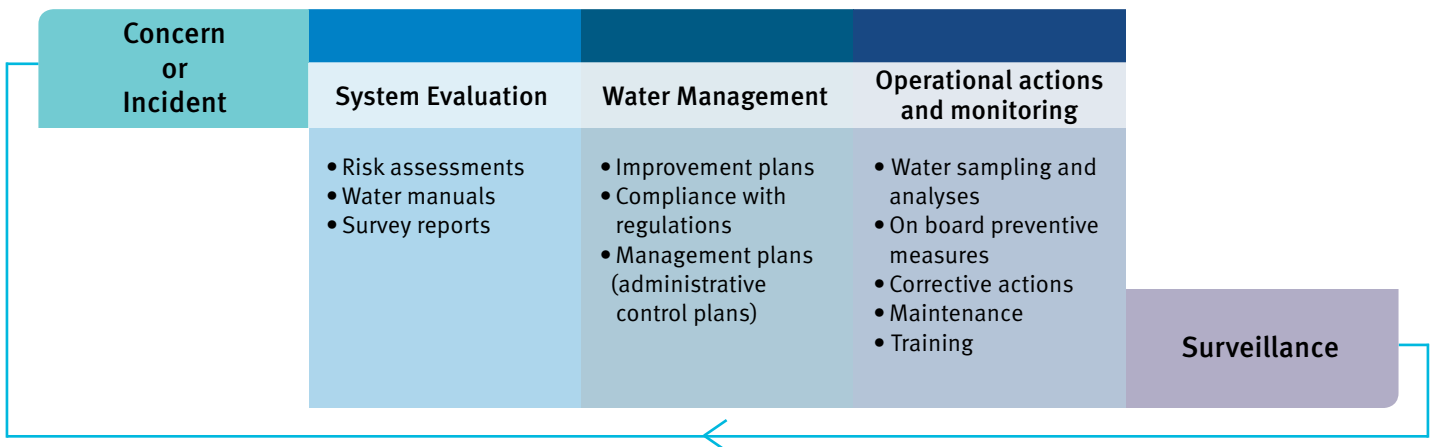 Concern
or
Incident
System Evaluation
• Risk assessments
• Water manuals
• Survey reports
Water Management
• Improvement plans
• Compliance with
regulations
• Management plans
(administrative
control plans)
Operational actions
and monitoring
• Water sampling and
analyses
• On board preventive
measures
• Corrective actions
• Maintenance
• Training
Surveillance